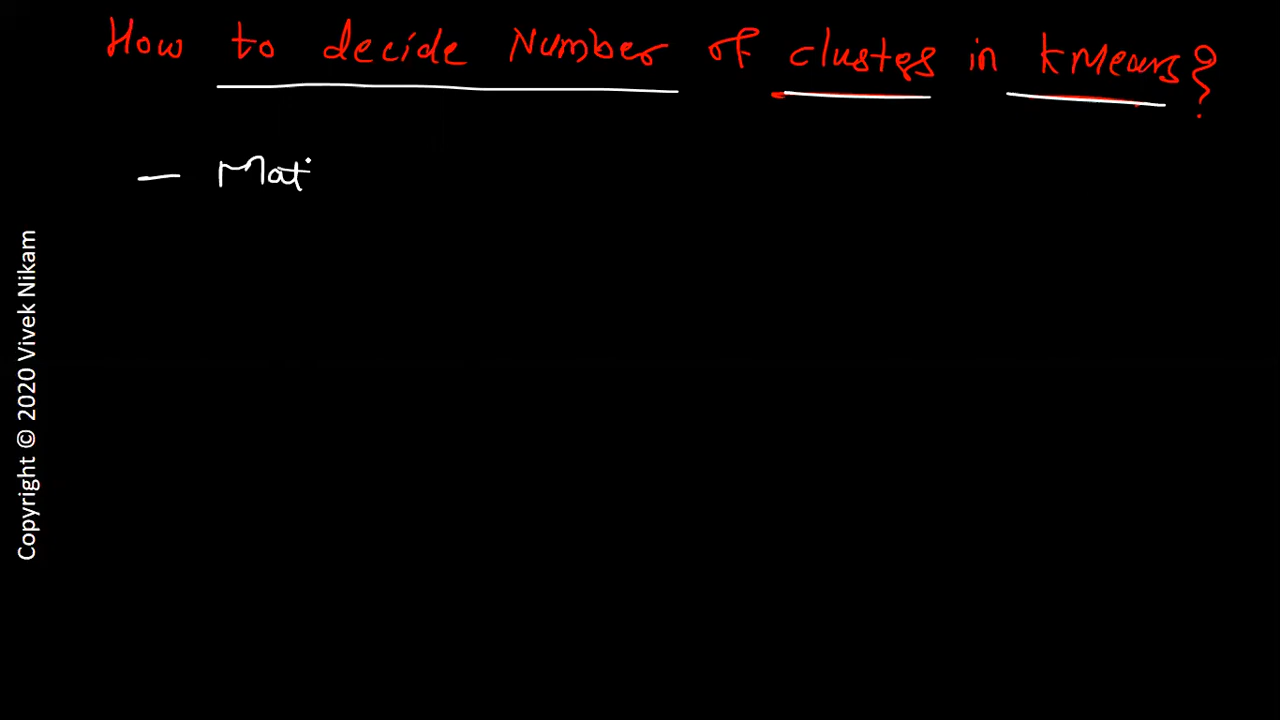 How to decide Number of clustes in kMeans?
— Mat
Copyright © 2020 Vivek Nikam